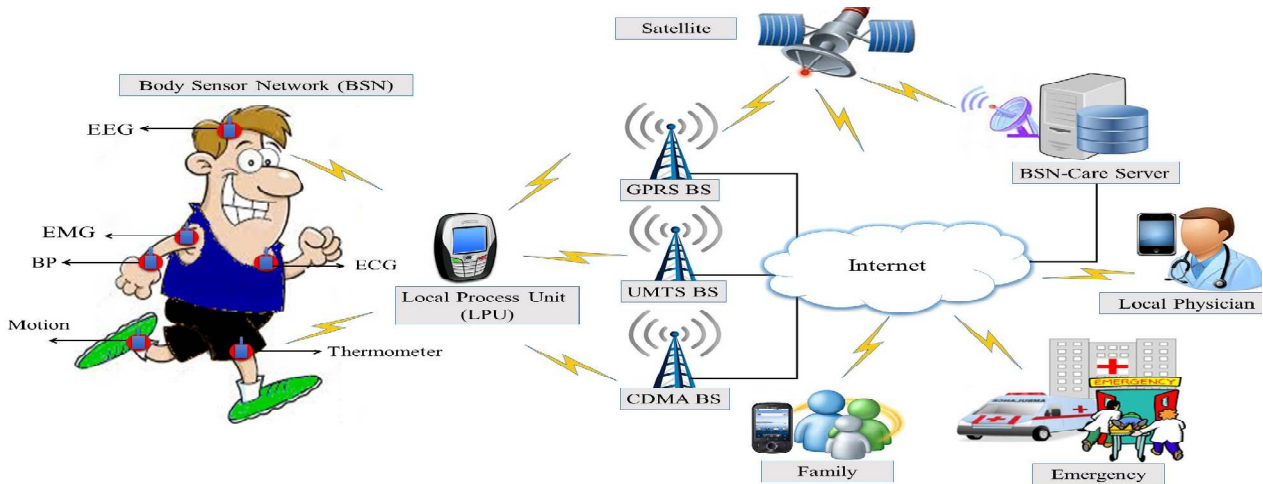 Satellite
Body Sensor Network (BSN)
EEG
EMG
BP
ECG
Motion
Thermometer
Local Process Unit
(LPU)
GPRS BS
UMTS BS
CDMA BS
Internet
BSN-Care Server
Local Physician
Family
EMERGENCY
Emergency